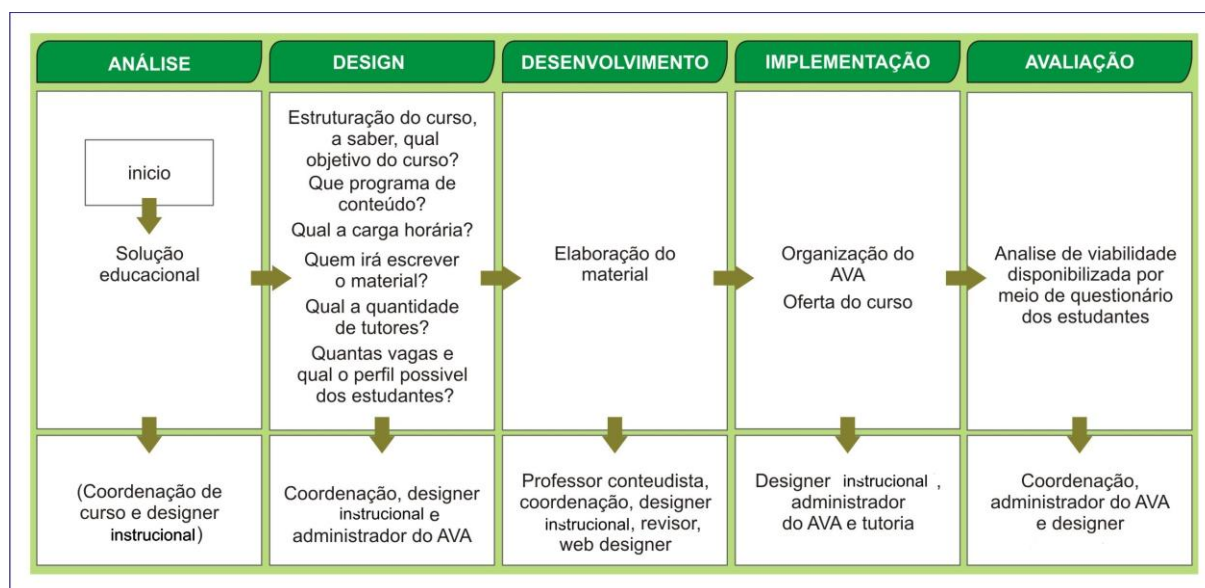 ANÁLISE
DESIGN
DESENVOLVIMENTO
IMPLEMENTAÇÃO
AVALIAÇÃO
inicio
Solução
educacional
Estruturação do curso,
a saber, qual
objetivo do curso?
Que programa de
conteúdo?
Qual a carga horária?
Quem irá escrever
o material?
Qual a quantidade
de tutores?
Quantas vagas e
qual o perfil possivel
dos estudantes?
Elaboração do
material
Organização do
AVA
Oferta do curso
Analise de viabilidade
disponibilizada por
meio de questionário
dos estudantes
(Coordenação de
curso e designer
instrucional)
Coordenação, designer
instrucional e
administrador do AVA
Professor conteudista,
coordenação, designer
instrucional, revisor,
web designer
Designer instrucional ,
administrador
do AVA e tutoria
Coordenação,
administrador do AVA
e designer